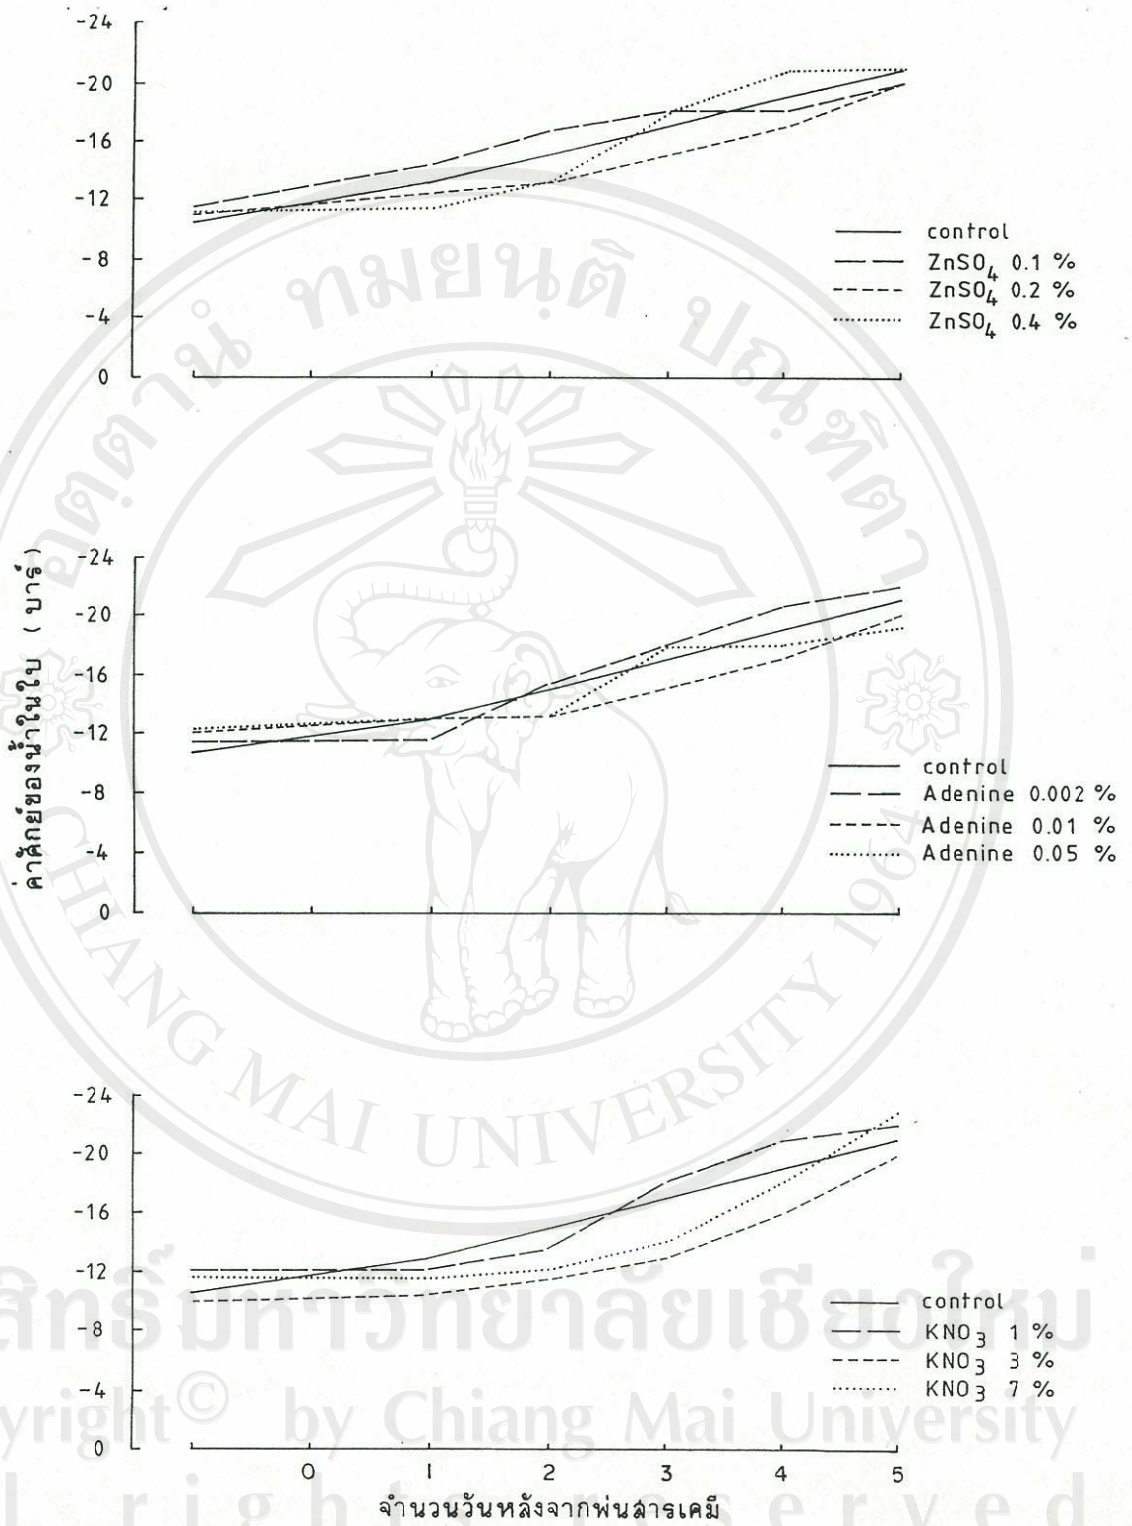 -24
-20
-16
-12
-8
-4
0
control
ZnSO4 0.1 %
ZnSO4 0.2 %
ZnSO4 0.4 %
ค่าศักย์ของน้ำในใบ (บาร์)
-24
-20
-16
-12
-8
-4
0
control
Adenine 0.002 %
Adenine 0.01 %
Adenine 0.05 %
-24
-20
-16
-12
-8
-4
0
control
KNO3 1 %
KNO3 3 %
KNO3 7 %
0 1 2 3 4 5
จำนวนวันหลังจากพ่นสารเคมี
CHIANG MAI UNIVERSITY 1964
สิทธิ์มหาวิทยาลัยเชียงใหม่
yright© by Chiang Mai University
l rights reserved